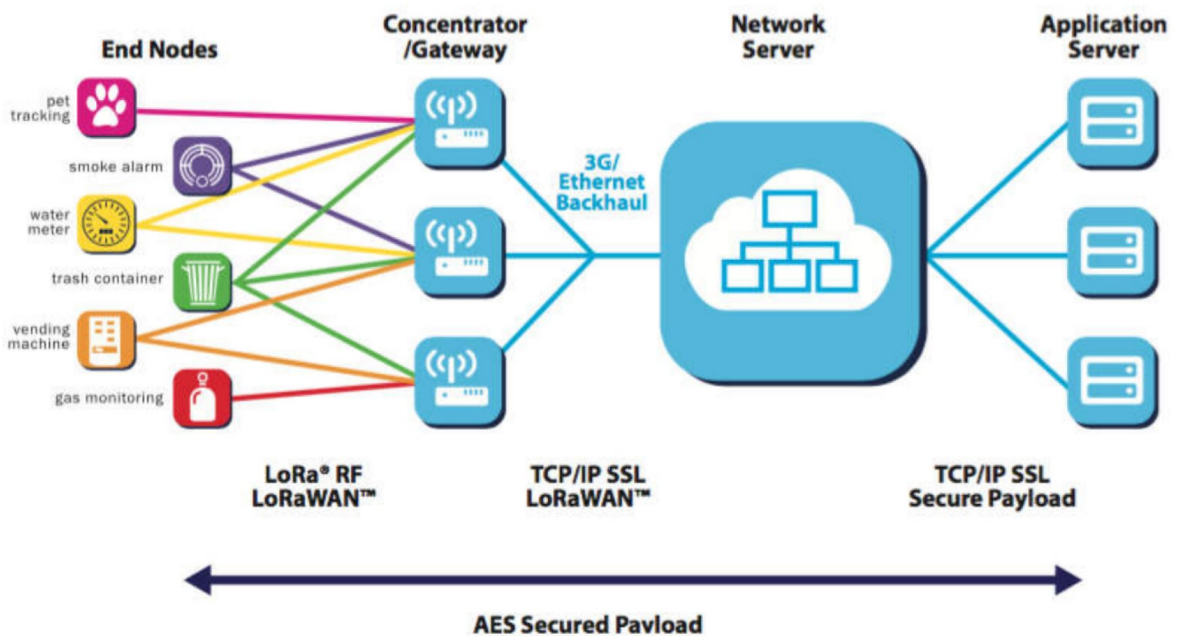 End Nodes
Concentrator
/Gateway
Network
Server
Application
Server
pet
tracking
smoke alarm
water
meter
trash container
vending
machine
gas monitoring
3G/
Ethernet
Backhaul
LoRa® RF
LoRaWAN™
TCP/IP SSL
LoRaWAN™
TCP/IP SSL
Secure Payload
AES Secured Payload